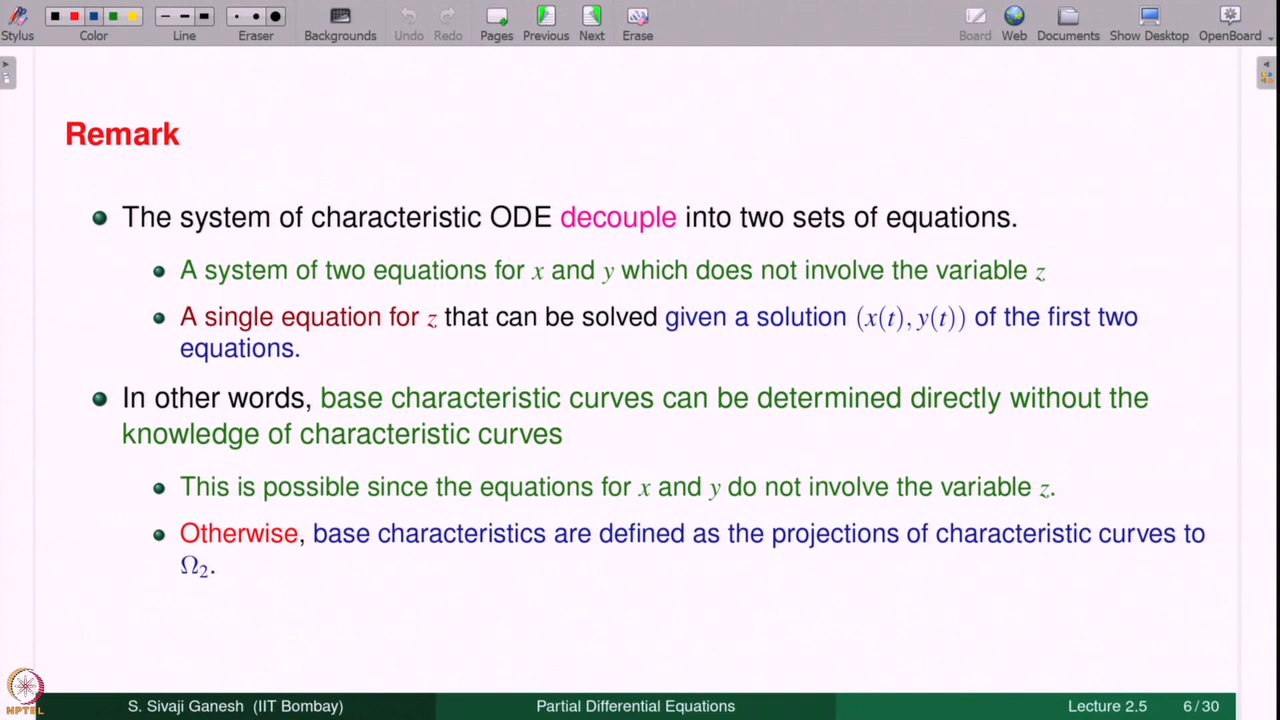 Stylus Color Line Eraser Backgrounds Undo Redo Pages Previous Next Erase Board Web Documents Show Desktop OpenBoard
Remark
The system of characteristic ODE decouple into two sets of equations.
A system of two equations for x and y which does not involve the variable z
A single equation for z that can be solved given a solution (x(t), y(t)) of the first two
equations.
In other words, base characteristic curves can be determined directly without the
knowledge of characteristic curves
This is possible since the equations for x and y do not involve the variable z.
Otherwise, base characteristics are defined as the projections of characteristic curves to
Ω₂.
NPTEL
S. Sivaji Ganesh (IIT Bombay) Partial Differential Equations Lecture 2.5 6 / 30